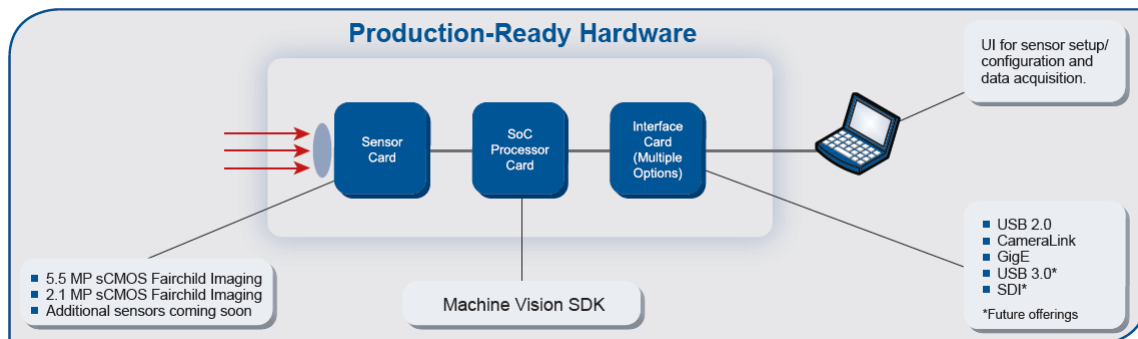 Production-Ready Hardware
UI for sensor setup/
configuration and
data acquisition.
Sensor
Card
SoC
Processor
Card
Interface
Card
(Multiple
Options)
5.5 MP sCMOS Fairchild Imaging
2.1 MP sCMOS Fairchild Imaging
Additional sensors coming soon
Machine Vision SDK
USB 2.0
CameraLink
GigE
USB 3.0*
SDI*
*Future offerings